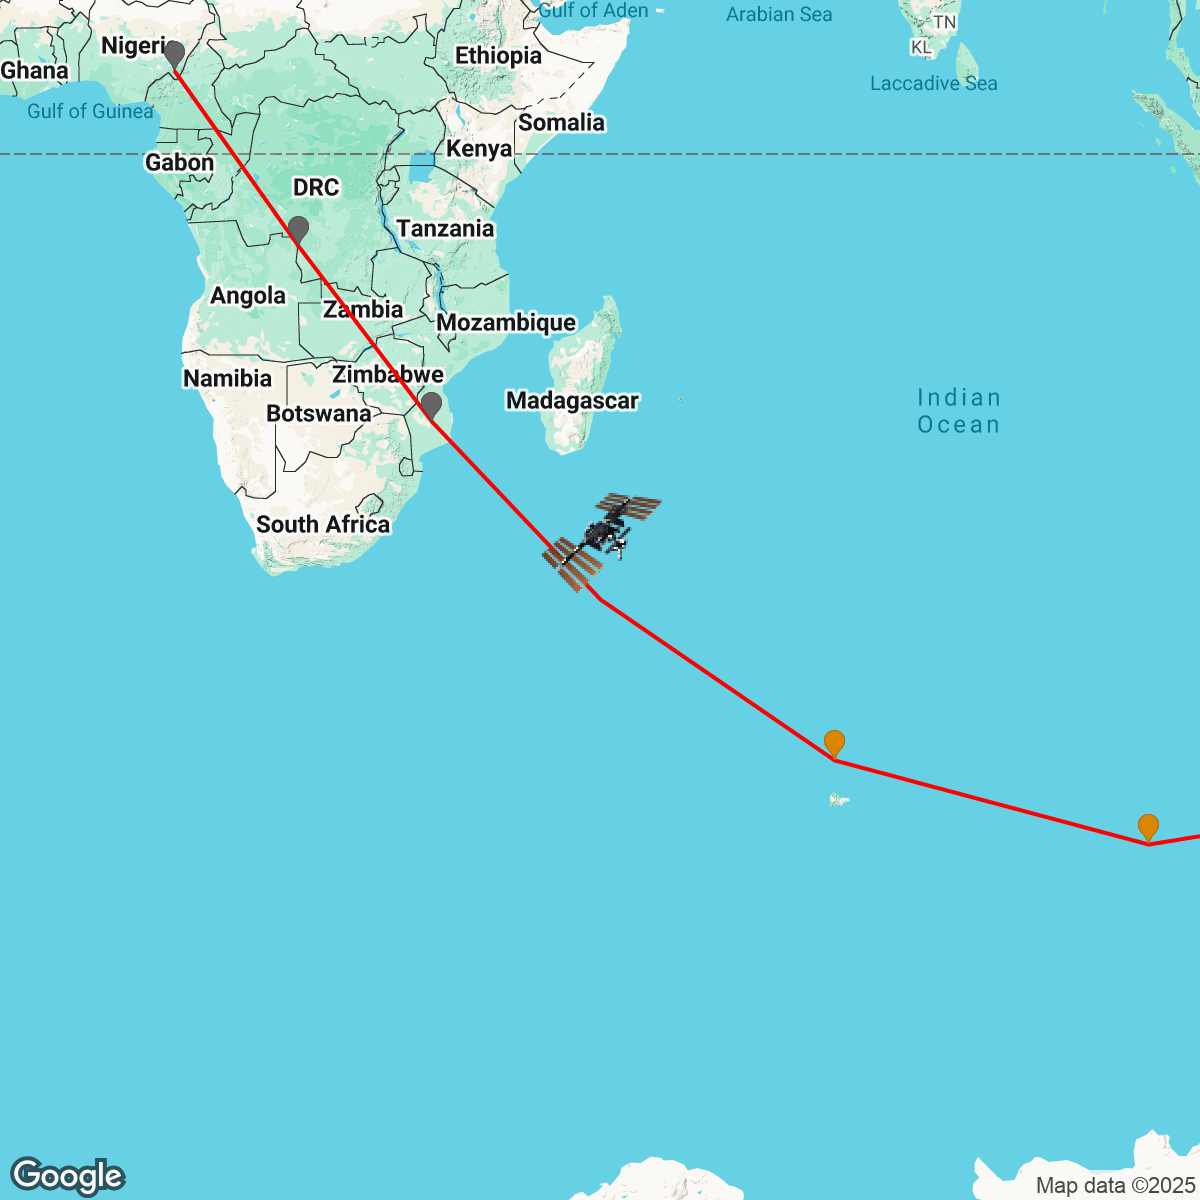 Gulf of Aden
Arabian Sea
TN
KL
Nigeri
Ethiopia
Ghana
Laccadive Sea
Gulf of Guinea
Somalia
Kenya
Gabon
DRC
Tanzania
Angola
Zambia
Mozambique
Zimbabwe
Namibia
Madagascar
Botswana
Indian
Ocean
South Africa
Google
Map data ©2025